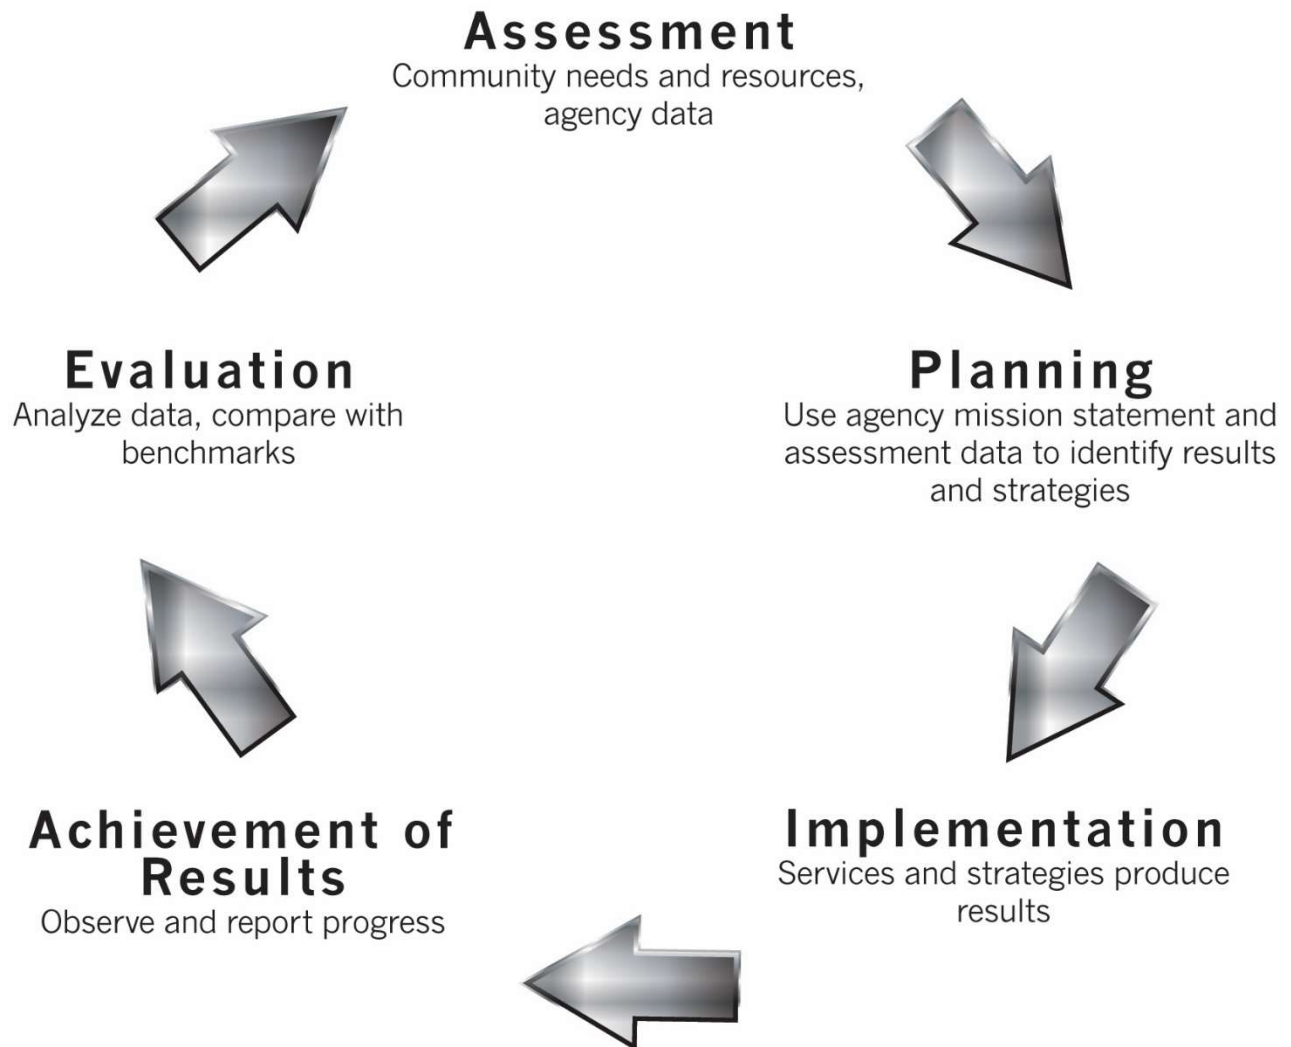 Assessment
Community needs and resources,
agency data
Planning
Use agency mission statement and
assessment data to identify results
and strategies
Implementation
Services and strategies produce
results
Achievement of
Results
Observe and report progress
Evaluation
Analyze data, compare with
benchmarks